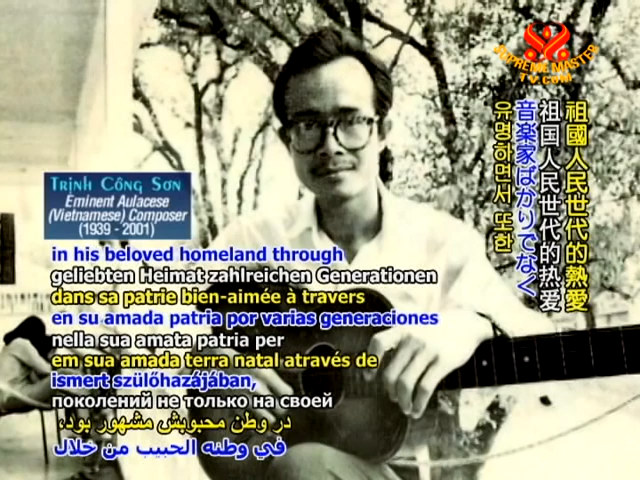 SUPREME MASTER
TV.COM
祖國人民世代的熱愛
祖国人民世代的热爱
音楽家ばかりでなく
유명하면서 또한
TRỊNH CÔNG SƠN
Eminent Aulacese
(Vietnamese) Composer
(1939 - 2001)
in his beloved homeland through
geliebten Heimat zahlreichen Generationen
dans sa patrie bien-aimée à travers
en su amada patria por varias generaciones
nella sua amata patria per
em sua amada terra natal através de
ismert szülőhazájában,
поколений не только на своей
در وطن محبوبش مشهور بود،
في وطنه الحبيب من خلال